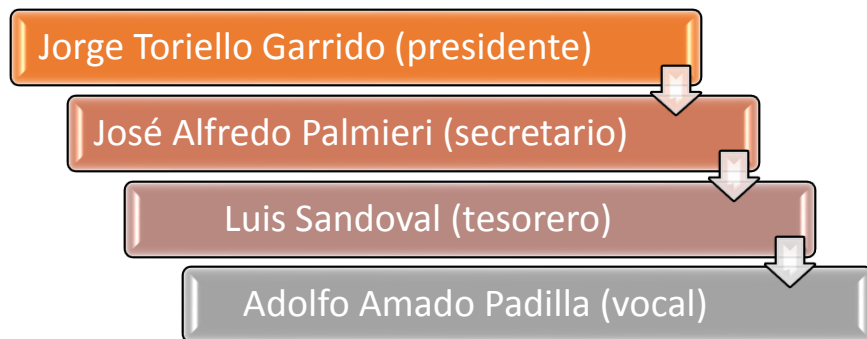 Jorge Toriello Garrido (presidente)
José Alfredo Palmieri (secretario)
Luis Sandoval (tesorero)
Adolfo Amado Padilla (vocal)